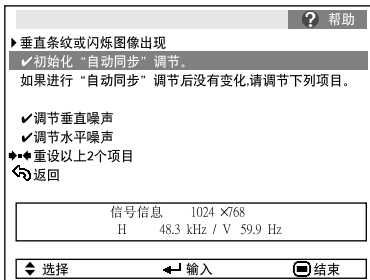 ? 帮助
垂直条纹或闪烁图像出现
✔初始化 “自动同步” 调节。
如果进行 “自动同步” 调节后没有变化,请调节下列项目。
✔调节垂直噪声
✔调节水平噪声
重设以上2个项目
返回
信号信息 1024 ×768
H 48.3 kHz / V 59.9 Hz
选择 输入 结束